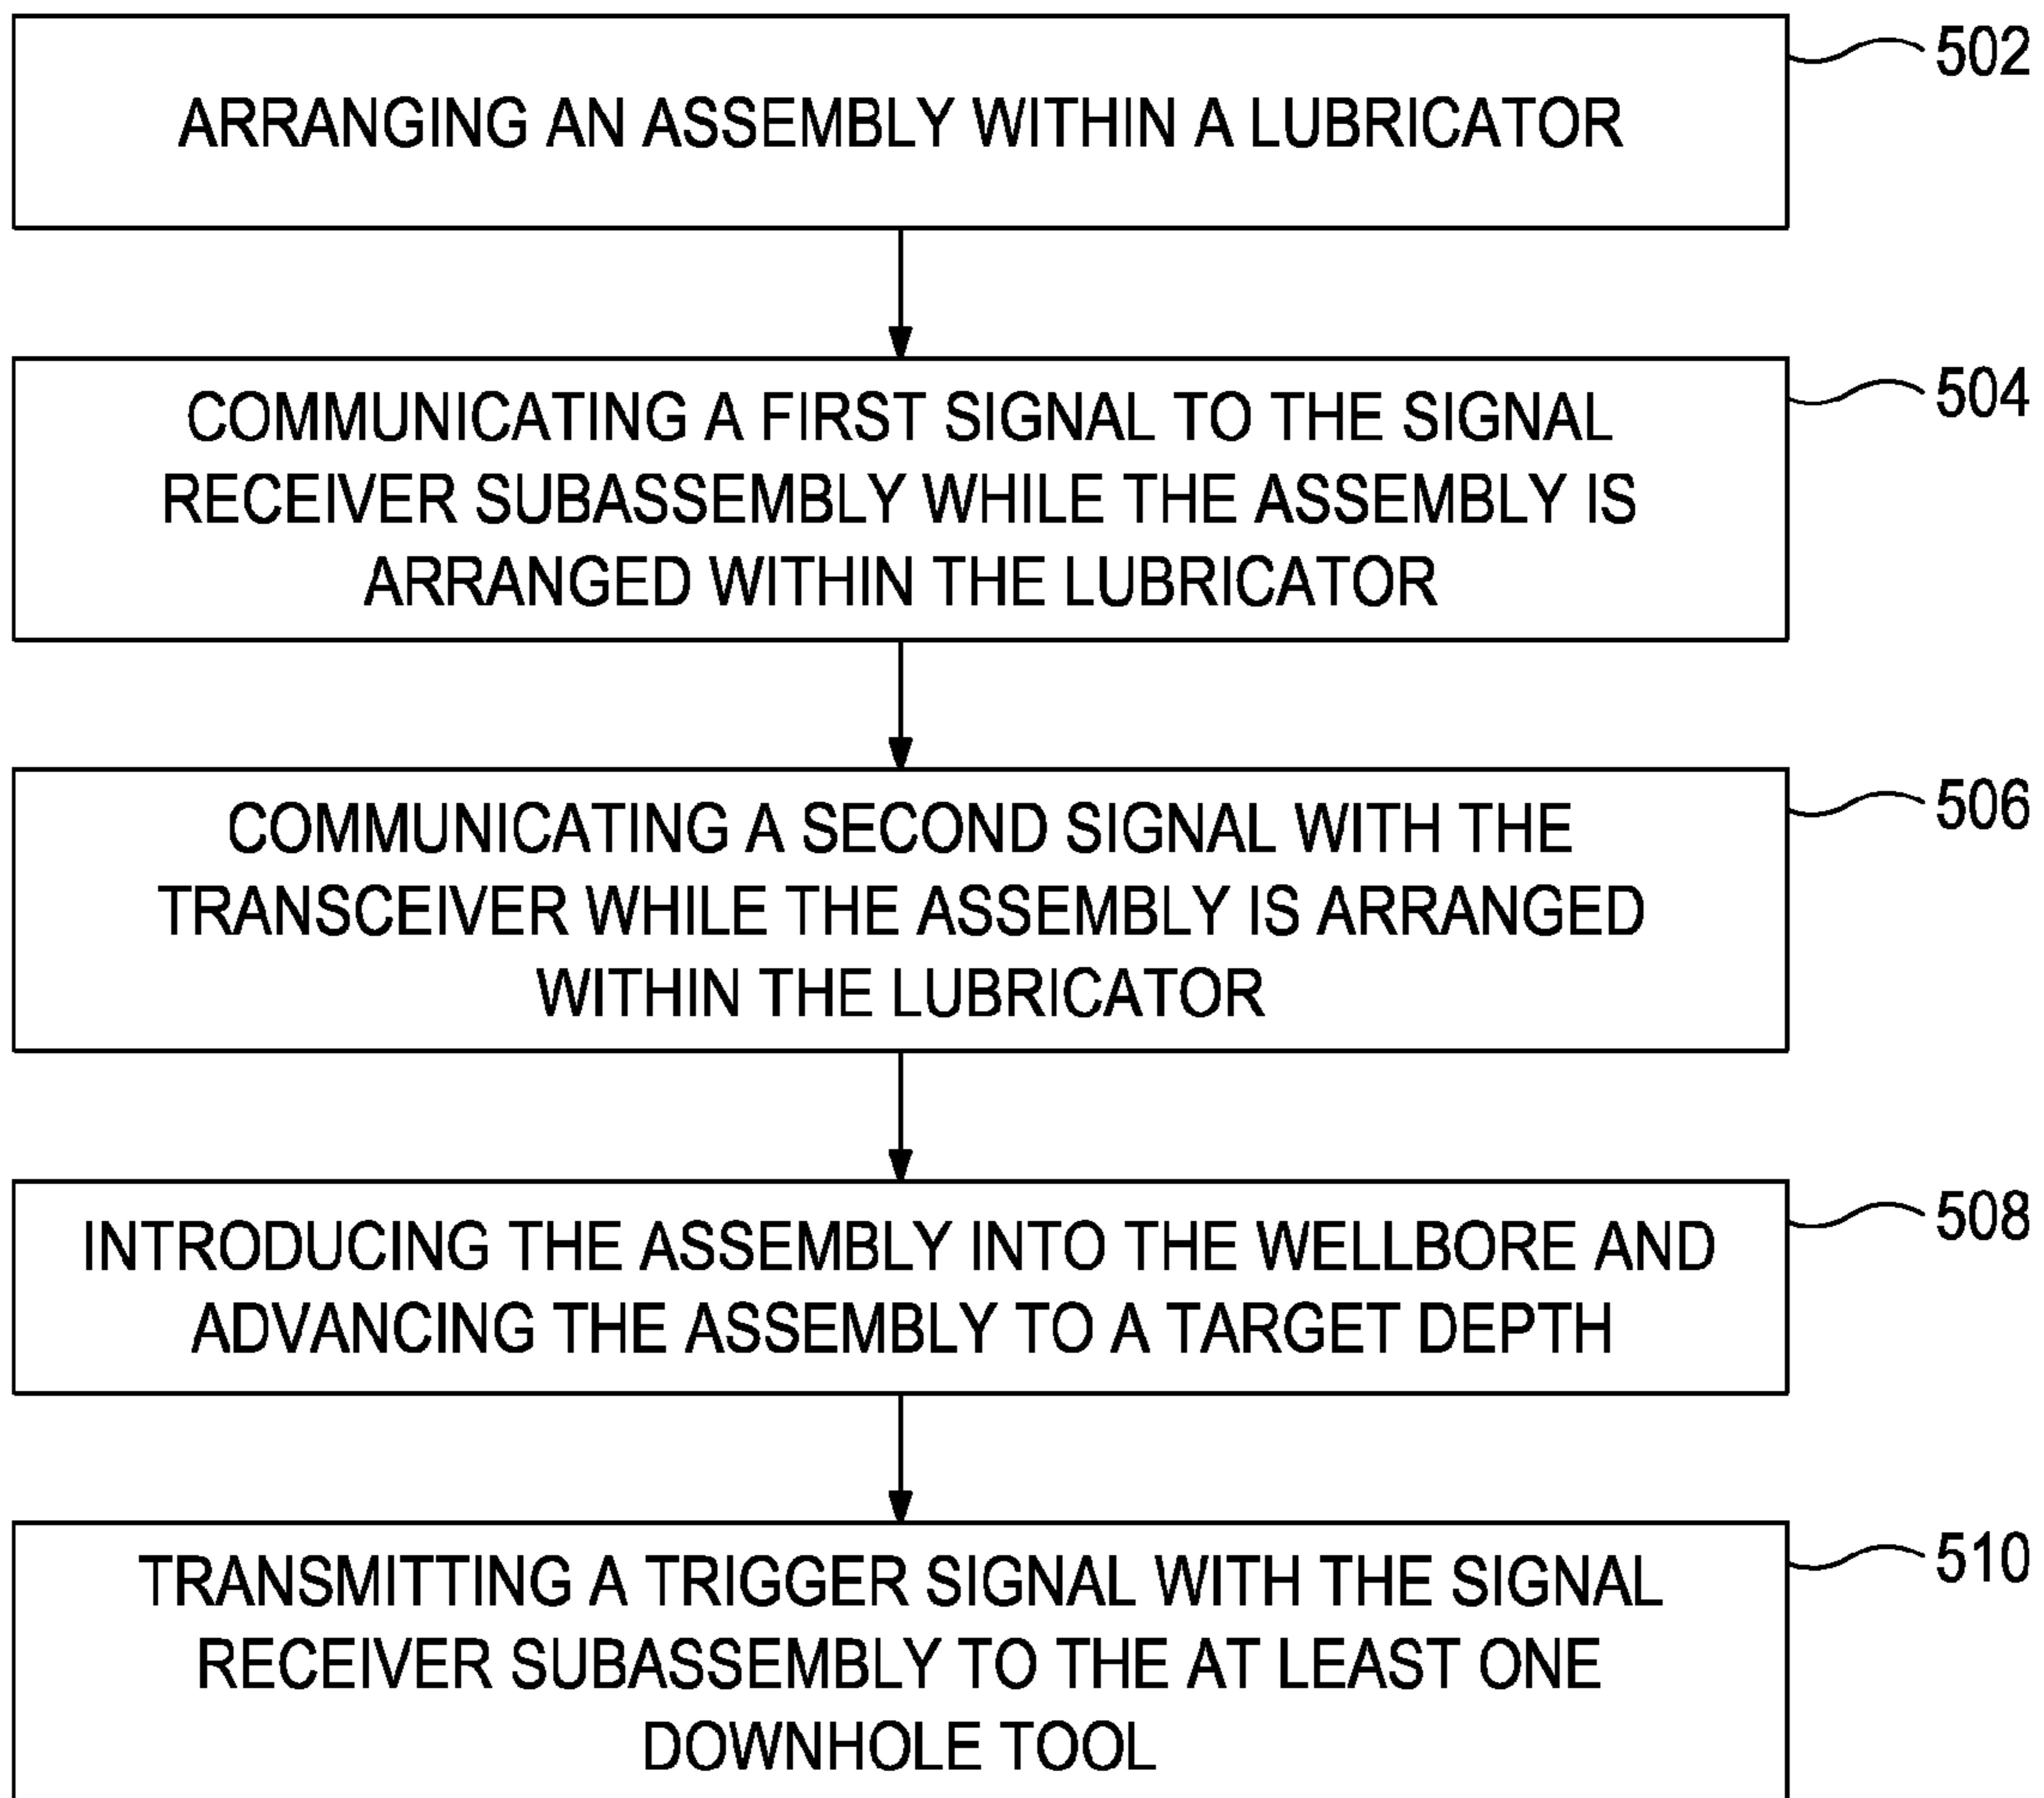 ARRANGING AN ASSEMBLY WITHIN A LUBRICATOR
502
COMMUNICATING A FIRST SIGNAL TO THE SIGNAL
RECEIVER SUBASSEMBLY WHILE THE ASSEMBLY IS
ARRANGED WITHIN THE LUBRICATOR
504
COMMUNICATING A SECOND SIGNAL WITH THE
TRANSCEIVER WHILE THE ASSEMBLY IS ARRANGED
WITHIN THE LUBRICATOR
506
INTRODUCING THE ASSEMBLY INTO THE WELLBORE AND
ADVANCING THE ASSEMBLY TO A TARGET DEPTH
508
TRANSMITTING A TRIGGER SIGNAL WITH THE SIGNAL
RECEIVER SUBASSEMBLY TO THE AT LEAST ONE
DOWNHOLE TOOL
510